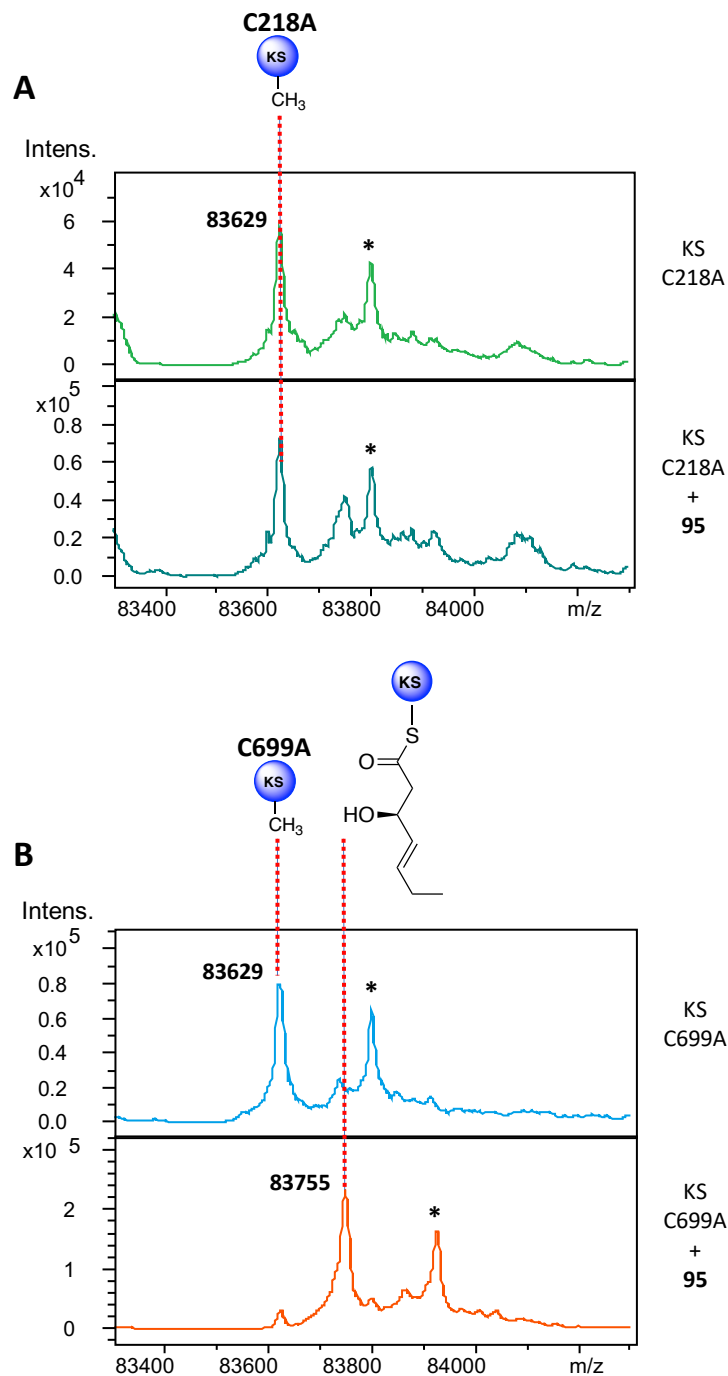 C218A
KS
A
CH3
Intens.
x10 4
83629
*
6
4
2
0
KS
C218A
x10 5
*
0.8
0.6
0.4
0.2
0.0
KS
C218A
+
95
83400 83600 83800 84000 m/z
KS
S
O
HO
C699A
KS
CH3
B
Intens.
x10 5
83629
*
0.8
0.6
0.4
0.2
0.0
KS
C699A
x10 5
83755
*
2
1
0
KS
C699A
+
95
83400 83600 83800 84000 m/z